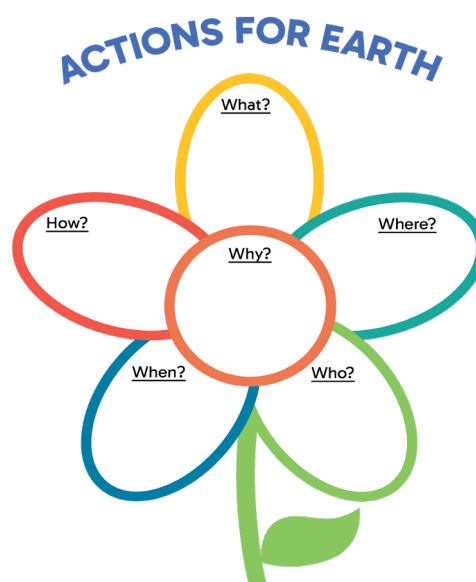 ACTIONS FOR EARTH
What?
How?
Where?
Why?
When?
Who?